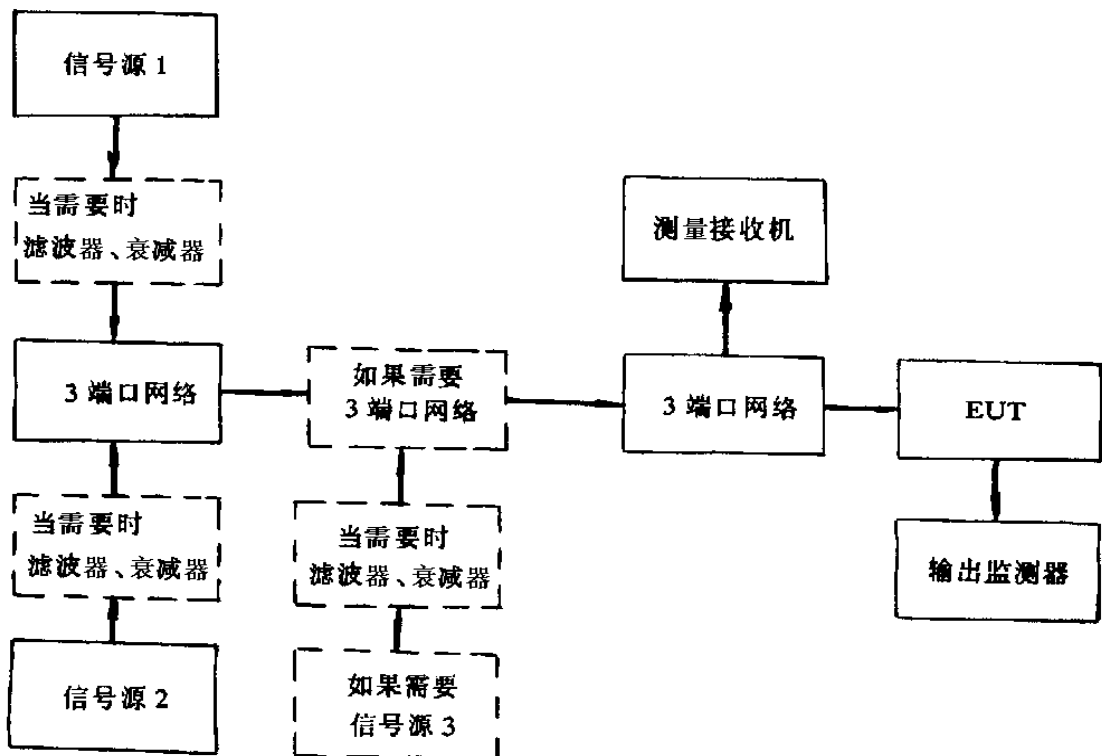 信号源 1
当需要时
滤波器、衰减器
3 端口网络
当需要时
滤波器、衰减器
信号源 2
如果需要
3 端口网络
当需要时
滤波器、衰减器
如果需要
信号源 3
测量接收机
3 端口网络
EUT
输出监测器